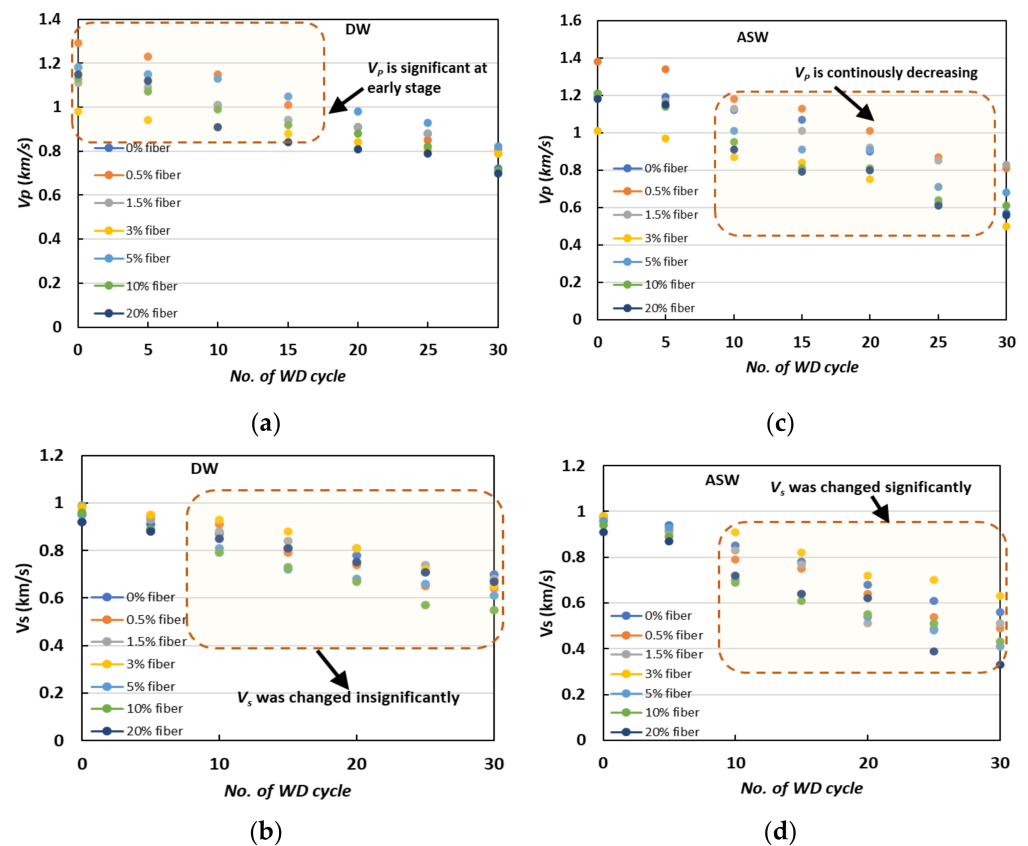 DW
Vp is significant at
early stage
1.4
1.2
1
0.8
0.6
0.4
0.2
0
Vp (km/s)
0% fiber
0.5% fiber
1.5% fiber
3% fiber
5% fiber
10% fiber
20% fiber
0 5 10 15 20 25 30
No. of WD cycle
(a)
ASW
Vp is continously decreasing
1.6
1.4
1.2
1
0.8
0.6
0.4
0.2
0
Vp (km/s)
0% fiber
0.5% fiber
1.5% fiber
3% fiber
5% fiber
10% fiber
20% fiber
0 5 10 15 20 25 30
No. of WD cycle
(c)
DW
1.2
1
0.8
0.6
0.4
0.2
0
Vs (km/s)
0% fiber
0.5% fiber
1.5% fiber
3% fiber
5% fiber
10% fiber
20% fiber
Vs was changed insignificantly
0 10 20 30
No. of WD cycle
(b)
ASW
Vs was changed significantly
1.2
1
0.8
0.6
0.4
0.2
0
Vs (km/s)
0% fiber
0.5% fiber
1.5% fiber
3% fiber
5% fiber
10% fiber
20% fiber
0 10 20 30
No. of WD cycle
(d)